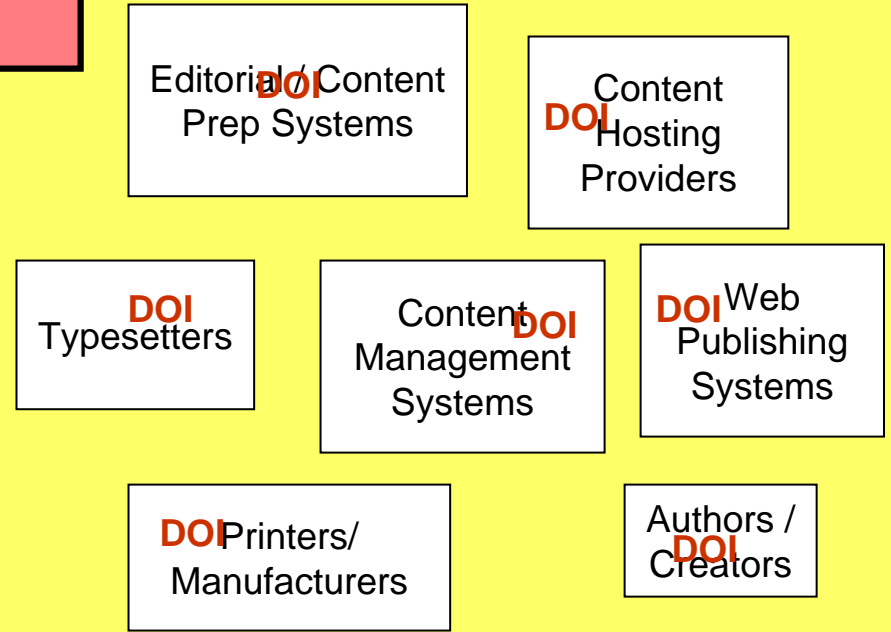 Editorial / Content
DOI
Prep Systems
Content
DOI
Hosting
Providers
DOI
Typesetters
Content
DOI
Management
Systems
DOI
Web
Publishing
Systems
DOI
Printers/
Manufacturers
Authors /
DOI
Creators